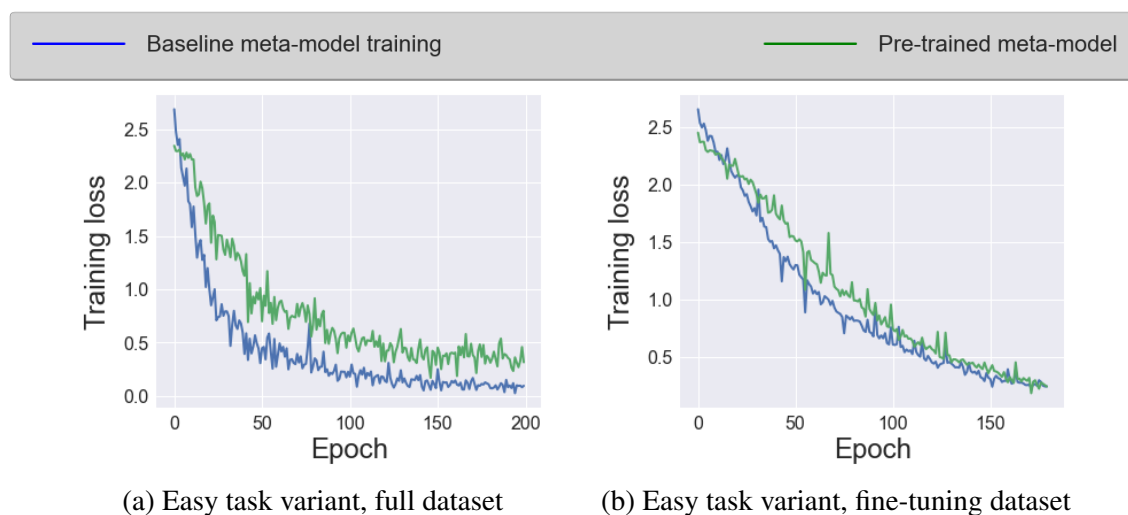 Baseline meta-model training
Pre-trained meta-model
Training loss
2.5
2.0
1.5
1.0
0.5
0.0
0 50 100 150 200
Epoch
(a) Easy task variant, full dataset
Training loss
2.5
2.0
1.5
1.0
0.5
0 50 100 150
Epoch
(b) Easy task variant, fine-tuning dataset